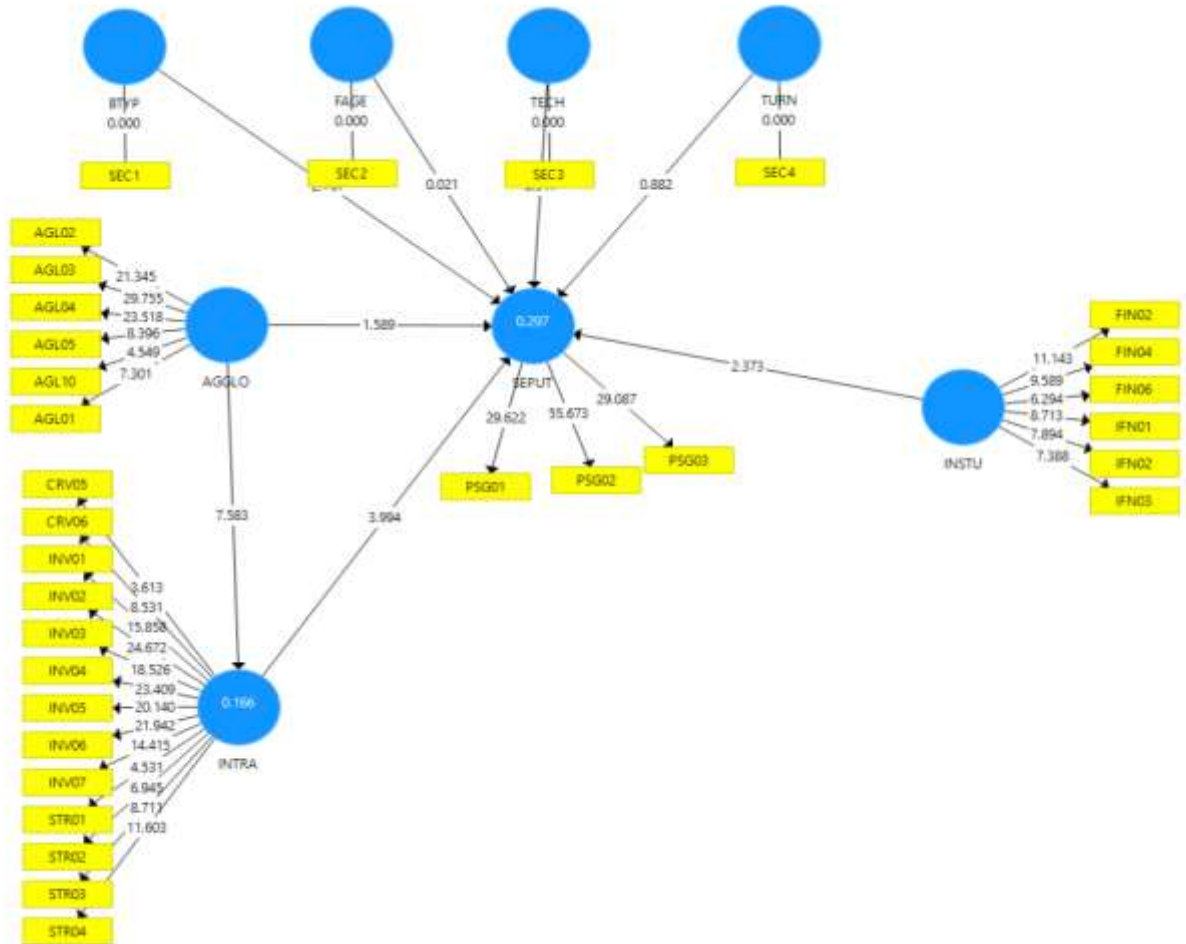 BTYP
0.000
SEC1
FAGE
0.000
SEC2
TECH
0.000
SEC3
TURN
0.000
SEC4
0.021
0.882
AGL02
AGL03
AGL04
AGL05
AGL10
AGL01
21.345
29.755
23.518
8.396
4.549
7.301
AGGLO
1.589
0.297
SEPUT
2.373
29.622
55.673
29.087
PSG01
PSG02
PSG03
INSTU
11.143
9.589
6.294
8.713
7.894
7.388
FIN02
FIN04
FIN06
IFN01
IFN02
IFN03
7.583
3.994
CRV05
CRV06
INV01
INV02
INV03
INV04
INV05
INV06
INV07
STR01
STR02
STR03
STR04
3.613
8.531
15.858
24.672
18.526
23.409
20.140
21.942
14.415
4.531
6.945
8.711
11.603
0.166
INTRA